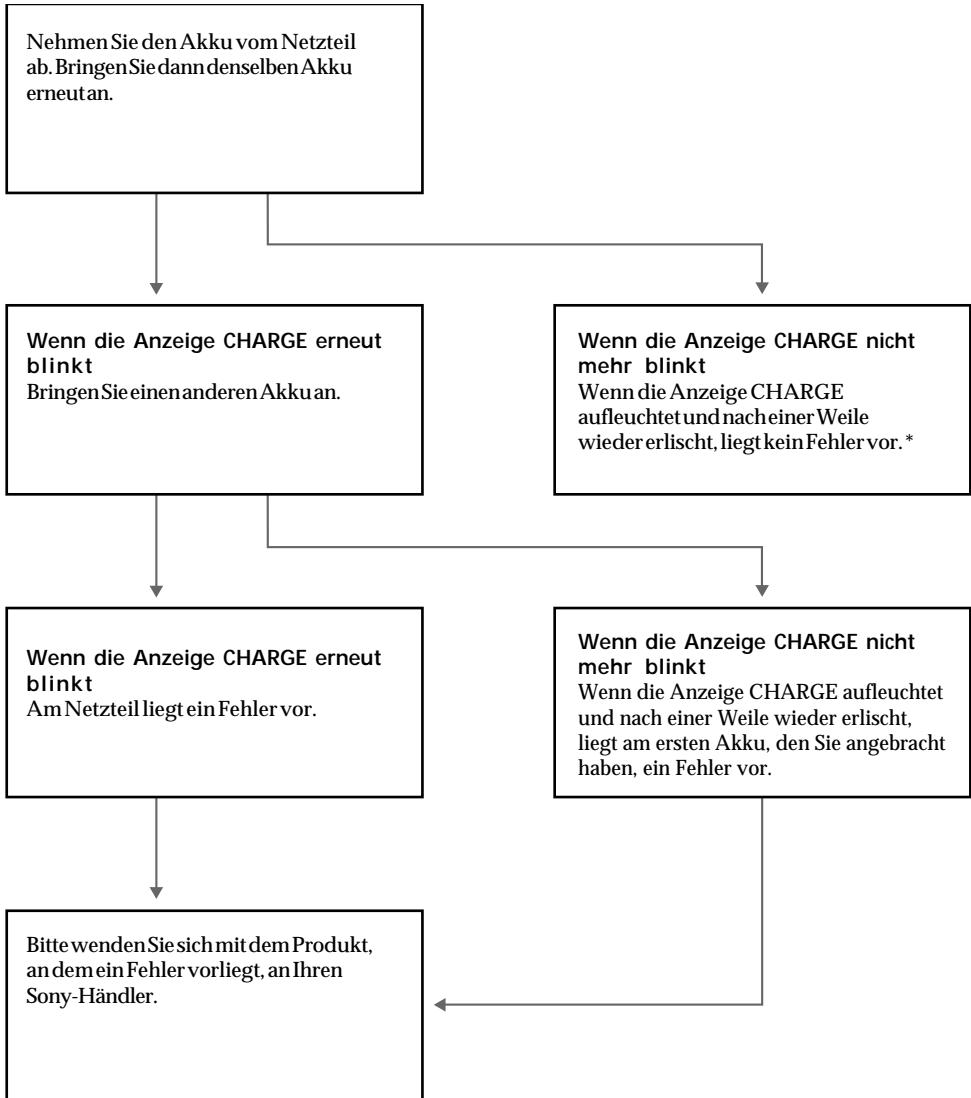 Nehmen Sie den Akku vom Netzteil
ab. Bringen Sie dann denselben Akku
erneut an.
Wenn die Anzeige CHARGE erneut
blinkt
Bringen Sie einen anderen Akku an.
Wenn die Anzeige CHARGE nicht
mehr blinkt
Wenn die Anzeige CHARGE
aufleuchtet und nach einer Weile
wieder erlischt, liegt kein Fehler vor. *
Wenn die Anzeige CHARGE erneut
blinkt
Am Netzteil liegt ein Fehler vor.
Wenn die Anzeige CHARGE nicht
mehr blinkt
Wenn die Anzeige CHARGE aufleuchtet
und nach einer Weile wieder erlischt,
liegt am ersten Akku, den Sie angebracht
haben, ein Fehler vor.
Bitte wenden Sie sich mit dem Produkt,
an dem ein Fehler vorliegt, an Ihren
Sony-Händler.